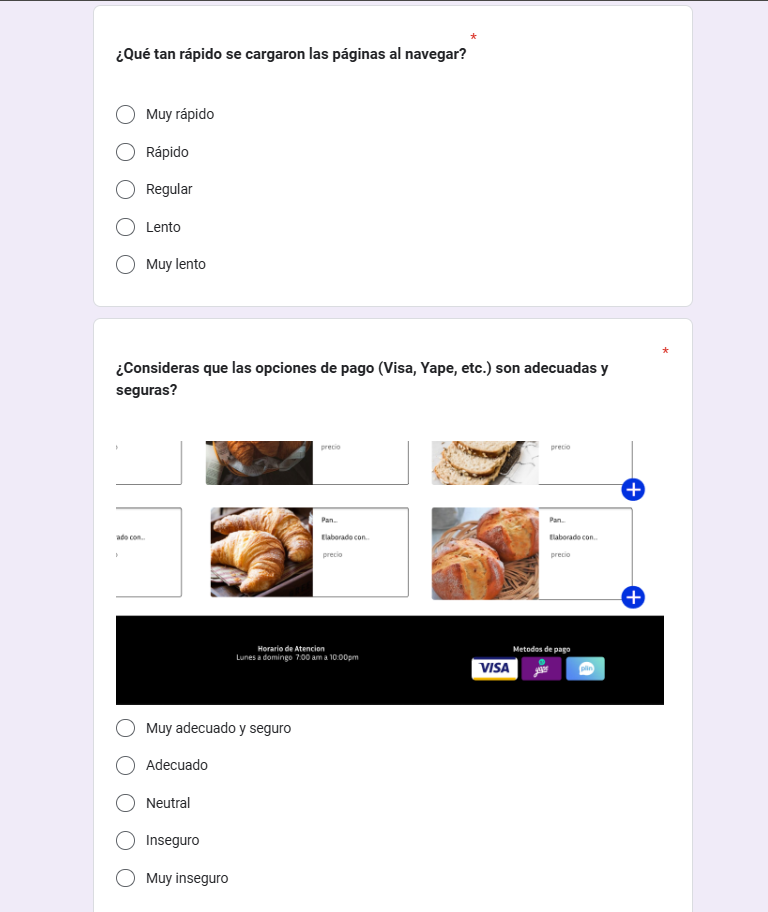 ¿Qué tan rápido se cargaron las páginas al navegar? *
Muy rápido
Rápido
Regular
Lento
Muy lento
*
¿Consideras que las opciones de pago (Visa, Yape, etc.) son adecuadas y
seguras?
precio
precio
Pan...
Pan...
ado con...
Elaborado con...
Elaborado con...
precio
precio
Horario de Atencion
Lunes a domingo 7:00 am a 10:00pm
Metodos de pago
VISA
yape
plin
Muy adecuado y seguro
Adecuado
Neutral
Inseguro
Muy inseguro